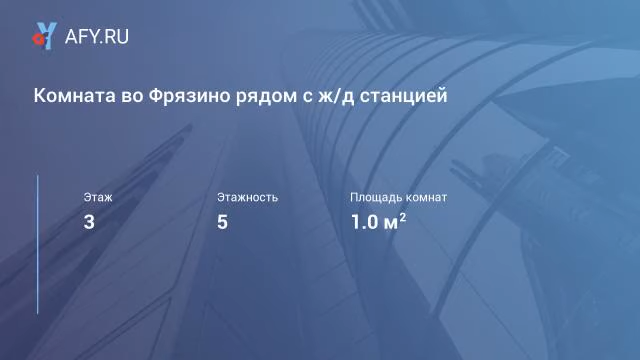 AFY.RU
Комната во Фрязино рядом с ж/д станцией
Этаж
3
Этажность
5
Площадь комнат
1.0 м²